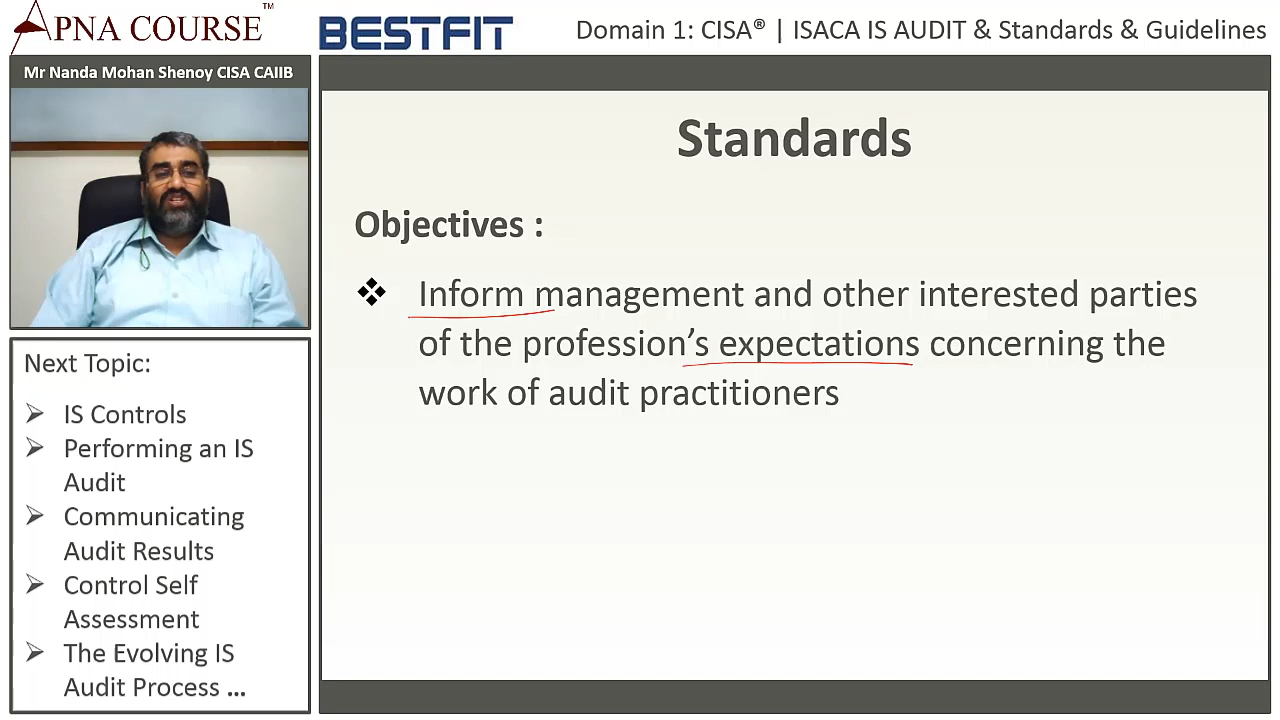 APNA COURSE™
BESTFIT
Domain 1: CISA® | ISACA IS AUDIT & Standards & Guidelines
Mr Nanda Mohan Shenoy CISA CAIIB
Next Topic:
➢ IS Controls
➢ Performing an IS
Audit
➢ Communicating
Audit Results
➢ Control Self
Assessment
➢ The Evolving IS
Audit Process ...
Standards
Objectives :
❖ Inform management and other interested parties
of the profession’s expectations concerning the
work of audit practitioners